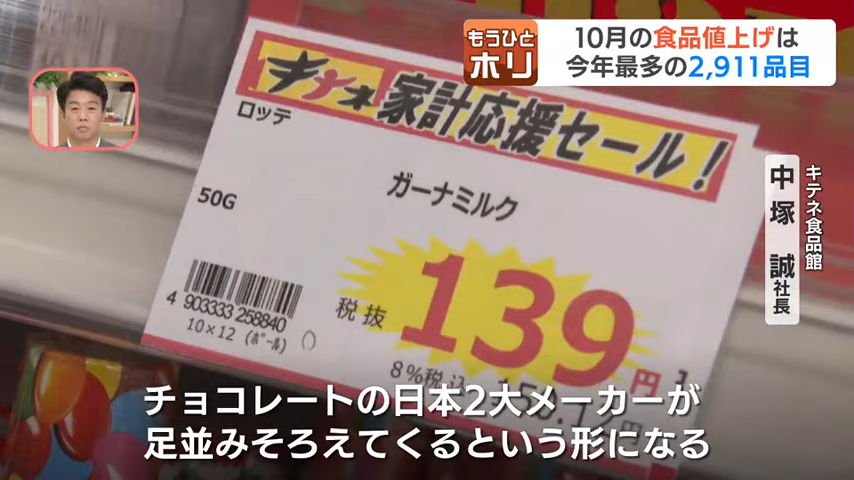 もうひと
ホリ
10月の食品値上げは
今年最多の2,911品目
キテネ食品館
中塚 誠社長
キテネ家計応援セール!
ロッテ
ガーナミルク
50G
4 903333 258840
10×12 (ボール)
税抜
139円
8%税込
チョコレートの日本2大メーカーが
足並みそろえてくるという形になる